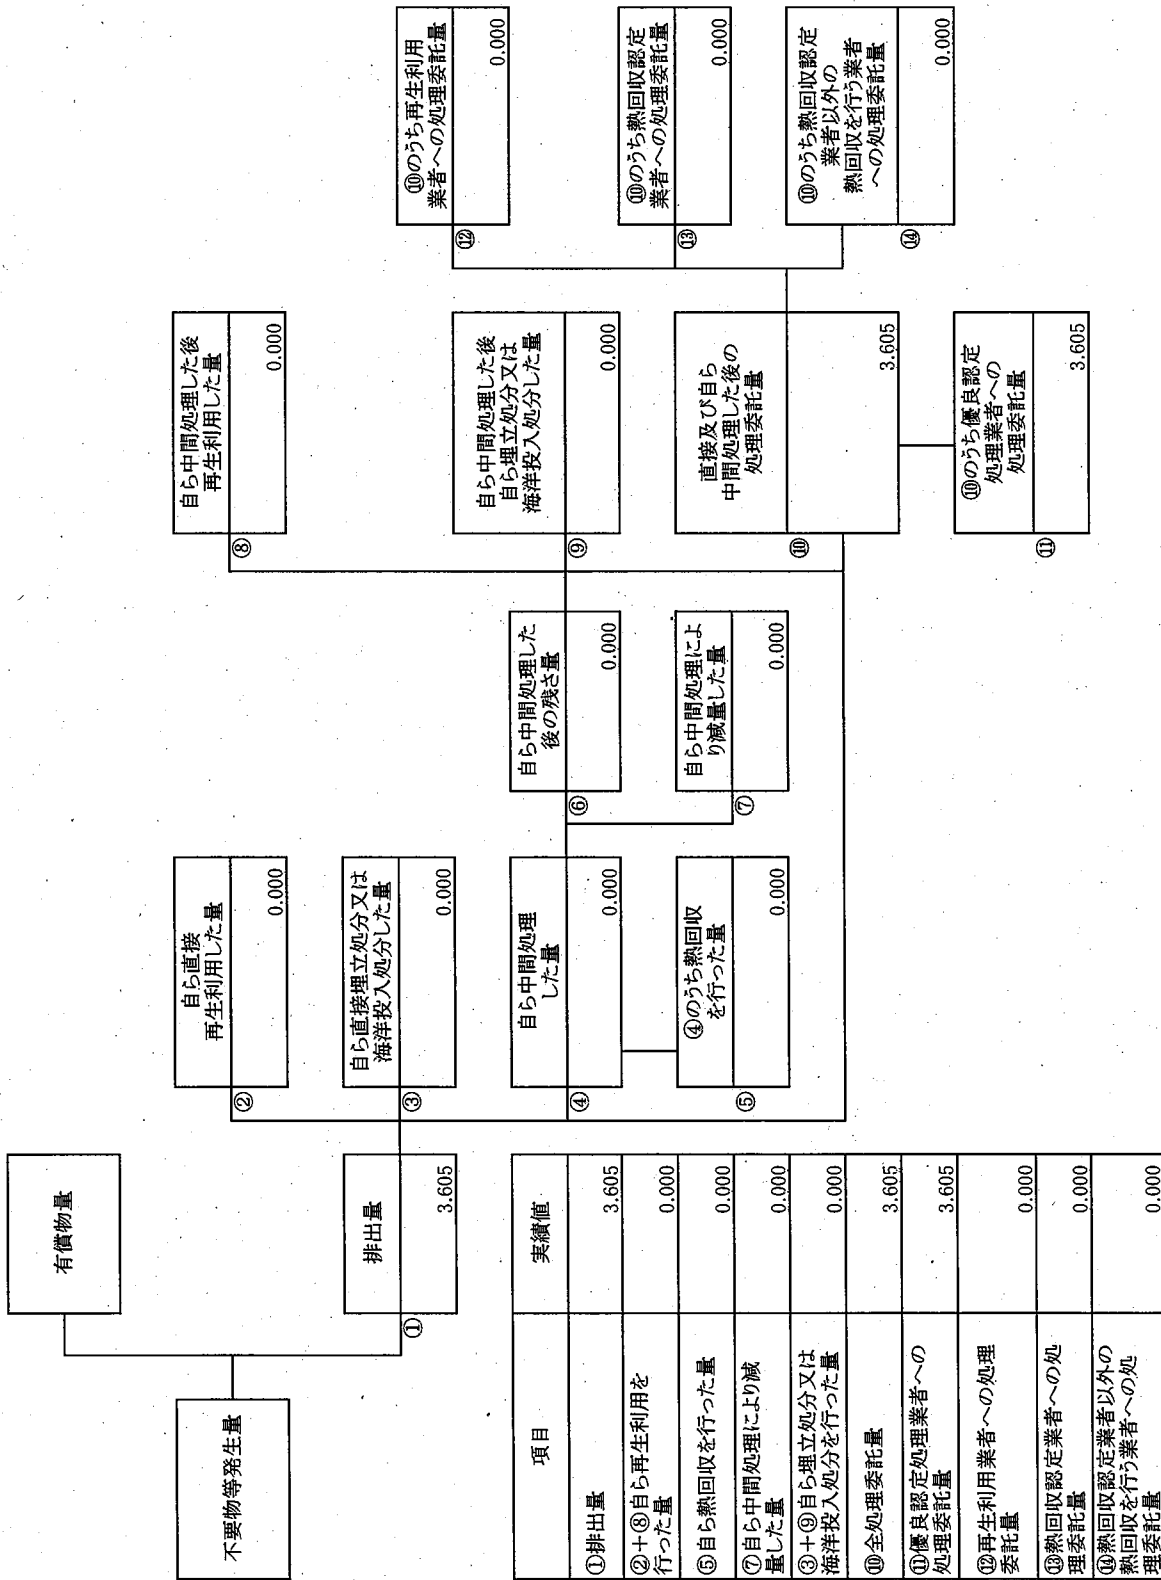 不要物等発生量
有償物量
①
排出量
3.605
②
自ら直接
再生利用した量
0.000
③
自ら直接埋立処分又は
海洋投入処分した量
0.000
④
自ら中間処理
した量
0.000
⑤
④のうち熱回収
を行った量
0.000
⑥
自ら中間処理した
後の残さ量
0.000
⑦
自ら中間処理によ
り減量した量
0.000
⑧
自ら中間処理した後
再生利用した量
0.000
⑨
自ら中間処理した後
自ら埋立処分又は
海洋投入処分した量
0.000
⑩
直接及び自ら
中間処理した後の
処理委託量
3.605
⑪
⑩のうち優良認定
処理業者への
処理委託量
3.605
⑫
⑩のうち再生利用
業者への処理委託量
0.000
⑬
⑩のうち熱回収認定
業者への処理委託量
0.000
⑭
⑩のうち熱回収認定
業者以外の
熱回収を行う業者
への処理委託量
0.000
項目 実績値
①排出量 3.605
②+⑧自ら再生利用を
行った量 0.000
⑤自ら熱回収を行った量 0.000
⑦自ら中間処理により減
量した量 0.000
③+⑨自ら埋立処分又は
海洋投入処分を行った量 0.000
⑩全処理委託量 3.605
⑪優良認定処理業者への
処理委託量 3.605
⑫再生利用業者への処理
委託量 0.000
⑬熱回収認定業者への処
理委託量 0.000
⑭熱回収認定業者以外の
熱回収を行う業者への処
理委託量 0.000